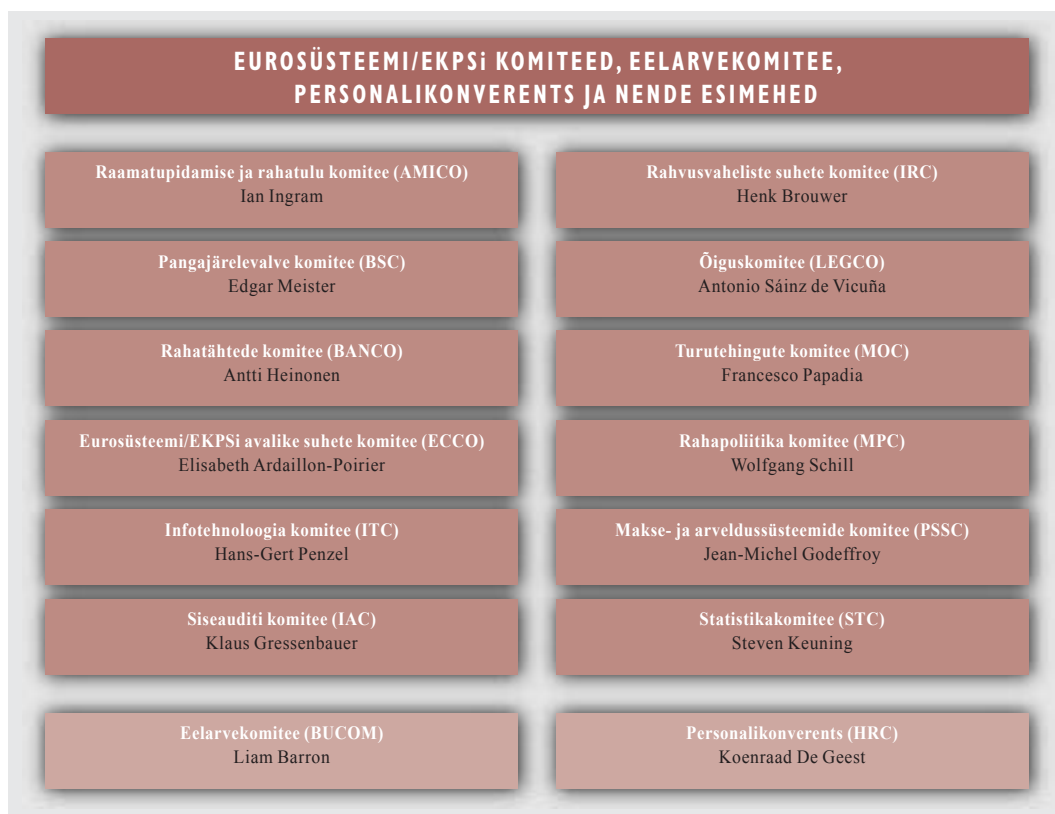 EUROSÜSTEEMI/EKPSi KOMITEED, EELARVEKOMITEE,
PERSONALIKONVERENTS JA NENDE ESIMEHED
Raamatupidamise ja rahatulu komitee (AMICO)
Ian Ingram
Pangajärelevalve komitee (BSC)
Edgar Meister
Rahatähtede komitee (BANCO)
Antti Heinonen
Eurosüsteemi/EKPSi avalike suhete komitee (ECCO)
Elisabeth Ardaillon-Poirier
Infotehnoloogia komitee (ITC)
Hans-Gert Penzel
Siseauditi komitee (IAC)
Klaus Gressenbauer
Eelarvekomitee (BUCOM)
Liam Barron
Rahvusvaheliste suhete komitee (IRC)
Henk Brouwer
Õiguskomitee (LEGCO)
Antonio Sáinz de Vicuña
Turutehingute komitee (MOC)
Francesco Papadia
Rahapoliitika komitee (MPC)
Wolfgang Schill
Makse- ja arveldussüsteemide komitee (PSSC)
Jean-Michel Godeffroy
Statistikakomitee (STC)
Steven Keuning
Personalikonverents (HRC)
Koenraad De Geest